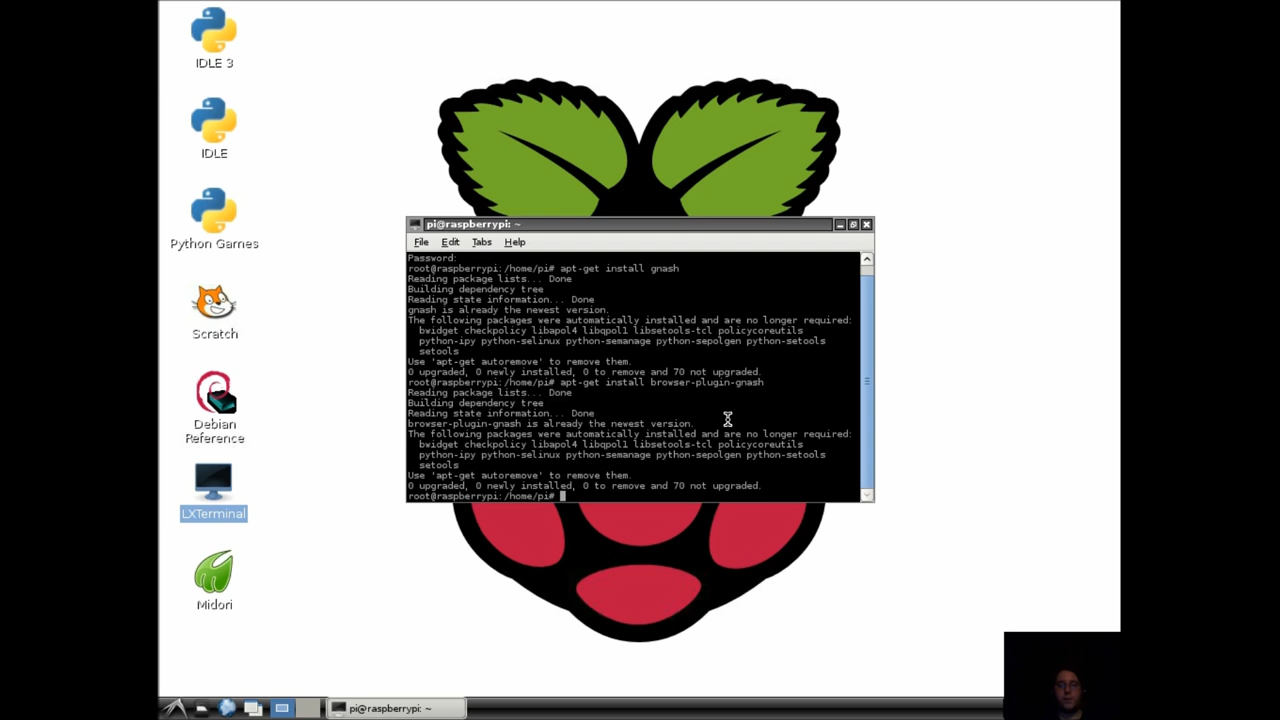 IDLE 3
IDLE
Python Games
Scratch
Debian
Reference
LXTerminal
Midori
pi@raspberrypi: ~
File Edit Tabs Help
Password:
root@raspberrypi:/home/pi# apt-get install gnash
Reading package lists... Done
Building dependency tree
Reading state information... Done
gnash is already the newest version.
The following packages were automatically installed and are no longer required:
bwidget checkpolicy libapol4 libqpol1 libsetools-tcl policycoreutils
python-ipy python-selinux python-semanage python-sepolgen python-setools
setools
Use 'apt-get autoremove' to remove them.
0 upgraded, 0 newly installed, 0 to remove and 70 not upgraded.
root@raspberrypi:/home/pi# apt-get install browser-plugin-gnash
Reading package lists... Done
Building dependency tree
Reading state information... Done
browser-plugin-gnash is already the newest version.
The following packages were automatically installed and are no longer required:
bwidget checkpolicy libapol4 libqpol1 libsetools-tcl policycoreutils
python-ipy python-selinux python-semanage python-sepolgen python-setools
setools
Use 'apt-get autoremove' to remove them.
0 upgraded, 0 newly installed, 0 to remove and 70 not upgraded.
root@raspberrypi:/home/pi#
pi@raspberrypi: ~